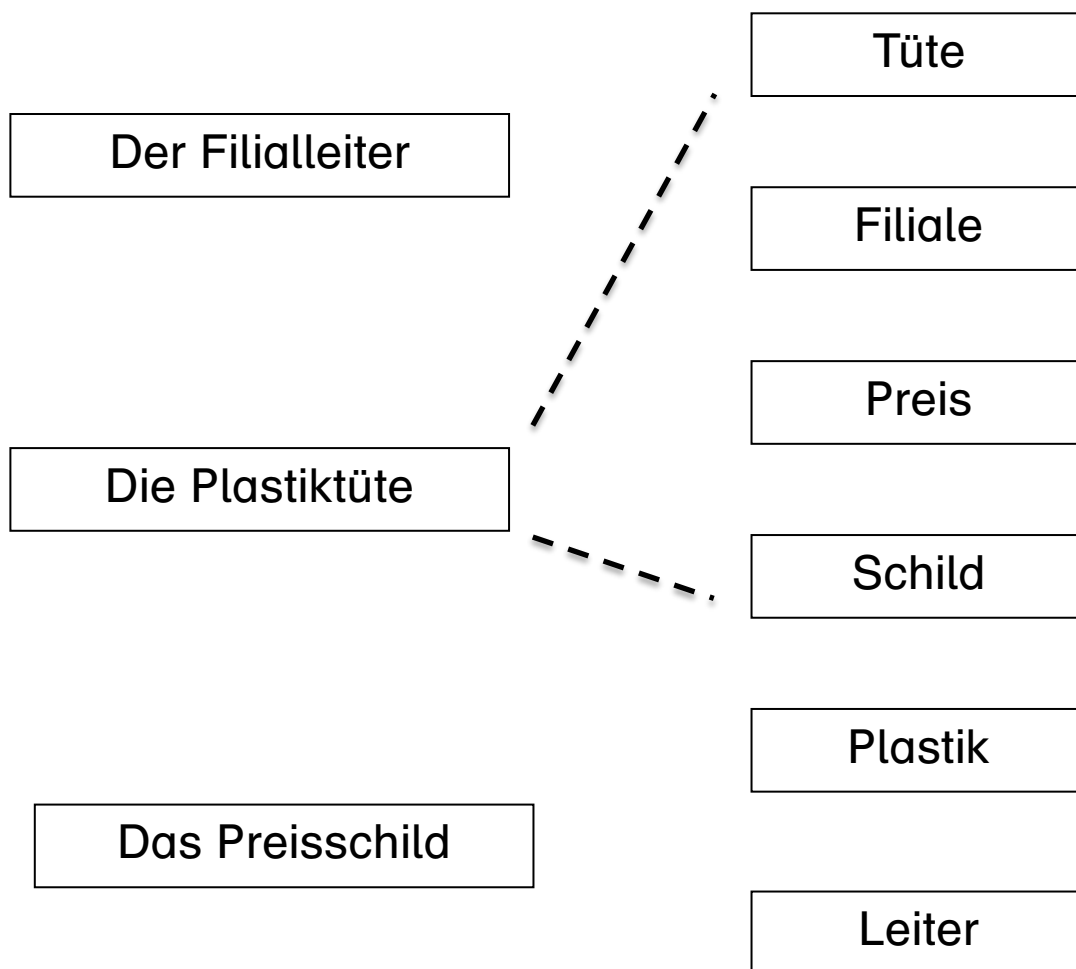 Der Filialleiter
Die Plastiktüte
Das Preisschild
Tüte
Filiale
Preis
Schild
Plastik
Leiter